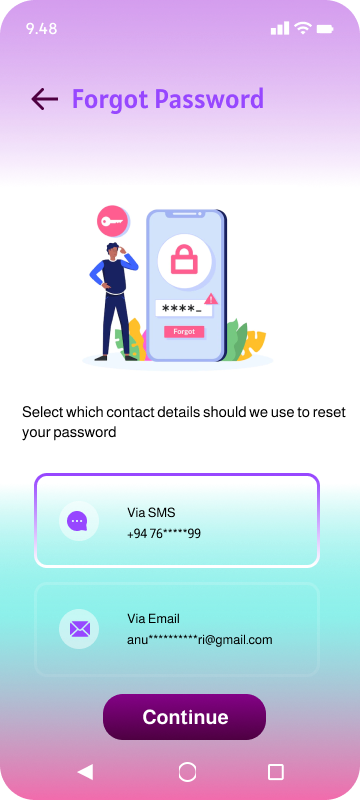 9.48
Forgot Password
****_
Forgot
Select which contact details should we use to reset
your password
Via SMS
+94 76*****99
Via Email
anu**********ri@gmail.com
Continue